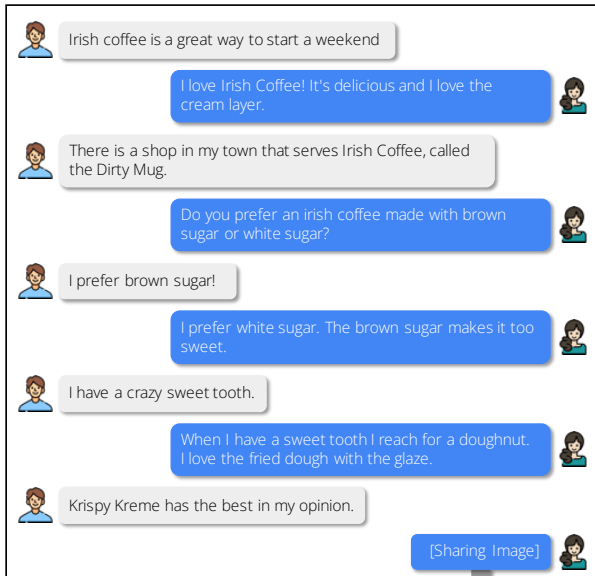 Irish coffee is a great way to start a weekend
I love Irish Coffee! It's delicious and I love the
cream layer.
There is a shop in my town that serves Irish Coffee, called
the Dirty Mug.
Do you prefer an irish coffee made with brown
sugar or white sugar?
I prefer brown sugar!
I prefer white sugar. The brown sugar makes it too
sweet.
I have a crazy sweet tooth.
When I have a sweet tooth I reach for a doughnut.
I love the fried dough with the glaze.
Krispy Kreme has the best in my opinion.
[Sharing Image]